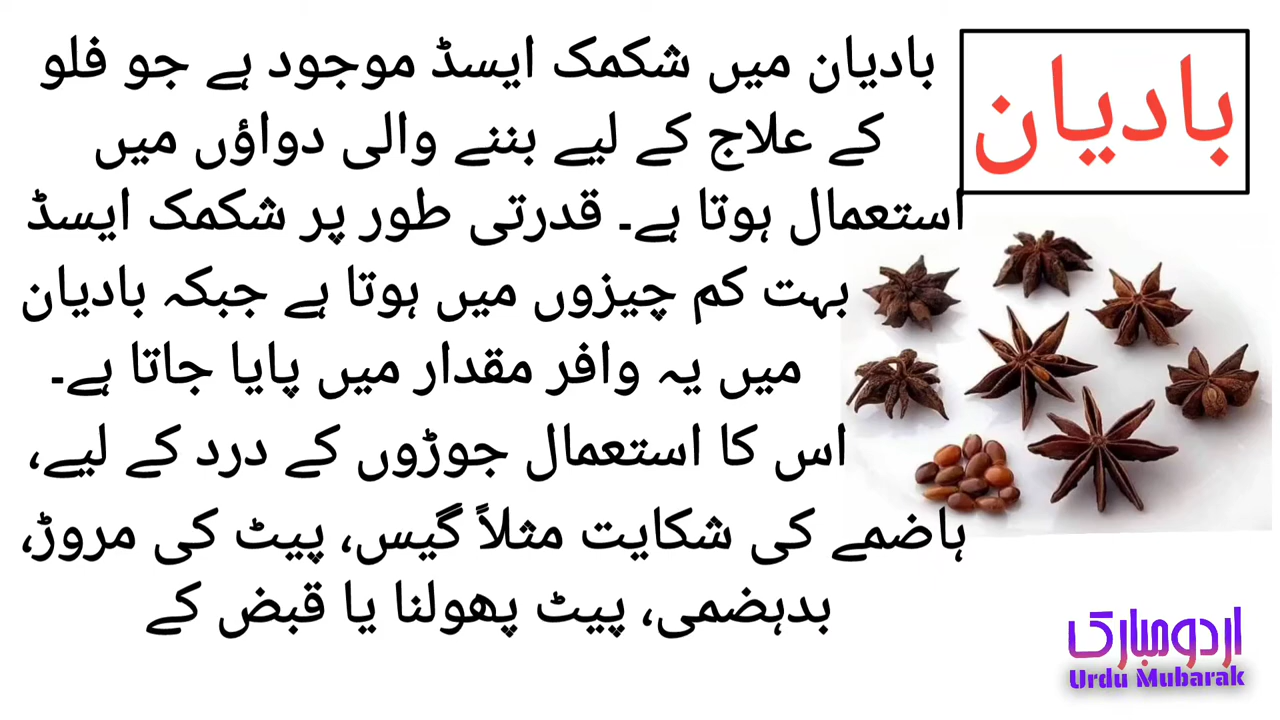 بادیان
بادیان میں شکمک ایسڈ موجود ہے جو فلو
کے علاج کے لیے بننے والی دواؤں میں
استعمال ہوتا ہے۔ قدرتی طور پر شکمک ایسڈ
بہت کم چیزوں میں ہوتا ہے جبکہ بادیان
میں یہ وافر مقدار میں پایا جاتا ہے۔
اس کا استعمال جوڑوں کے درد کے لیے،
ہاضمے کی شکایت مثلاً گیس، پیٹ کی مروڑ،
بدہضمی، پیٹ پھولنا یا قبض کے
اردو مبارک
Urdu Mubarak